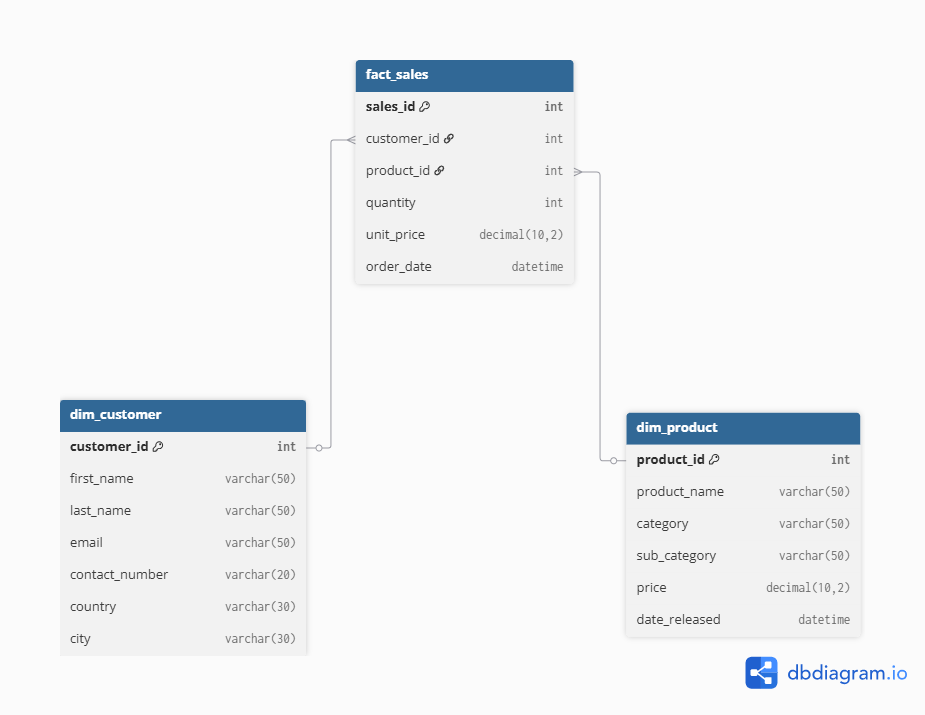 fact_sales
sales_id int
customer_id int
product_id int
quantity int
unit_price decimal(10,2)
order_date datetime
dim_customer
customer_id int
first_name varchar(50)
last_name varchar(50)
email varchar(50)
contact_number varchar(20)
country varchar(30)
city varchar(30)
dim_product
product_id int
product_name varchar(50)
category varchar(50)
sub_category varchar(50)
price decimal(10,2)
date_released datetime
dbdiagram.io